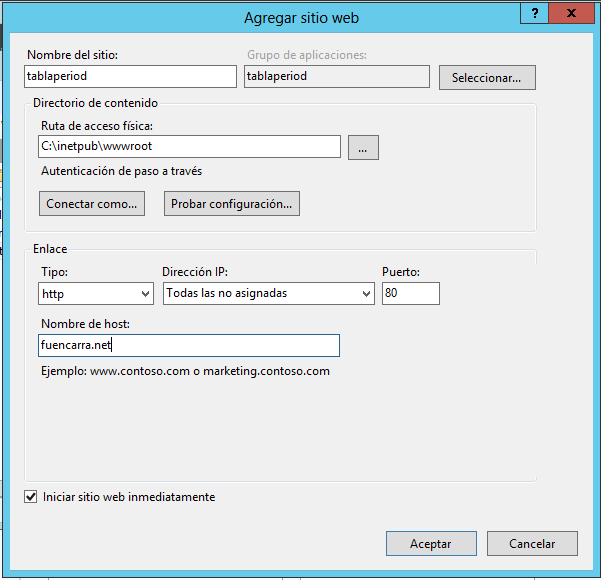 Agregar sitio web
? X
Nombre del sitio: Grupo de aplicaciones:
tablaperiod tablaperiod Seleccionar...
Directorio de contenido
Ruta de acceso física:
C:\inetpub\wwwroot ...
Autenticación de paso a través
Conectar como... Probar configuración...
Enlace
Tipo: Dirección IP: Puerto:
http Todas las no asignadas 80
Nombre de host:
fuencarra.net
Ejemplo: www.contoso.com o marketing.contoso.com
Iniciar sitio web inmediatamente
Aceptar Cancelar